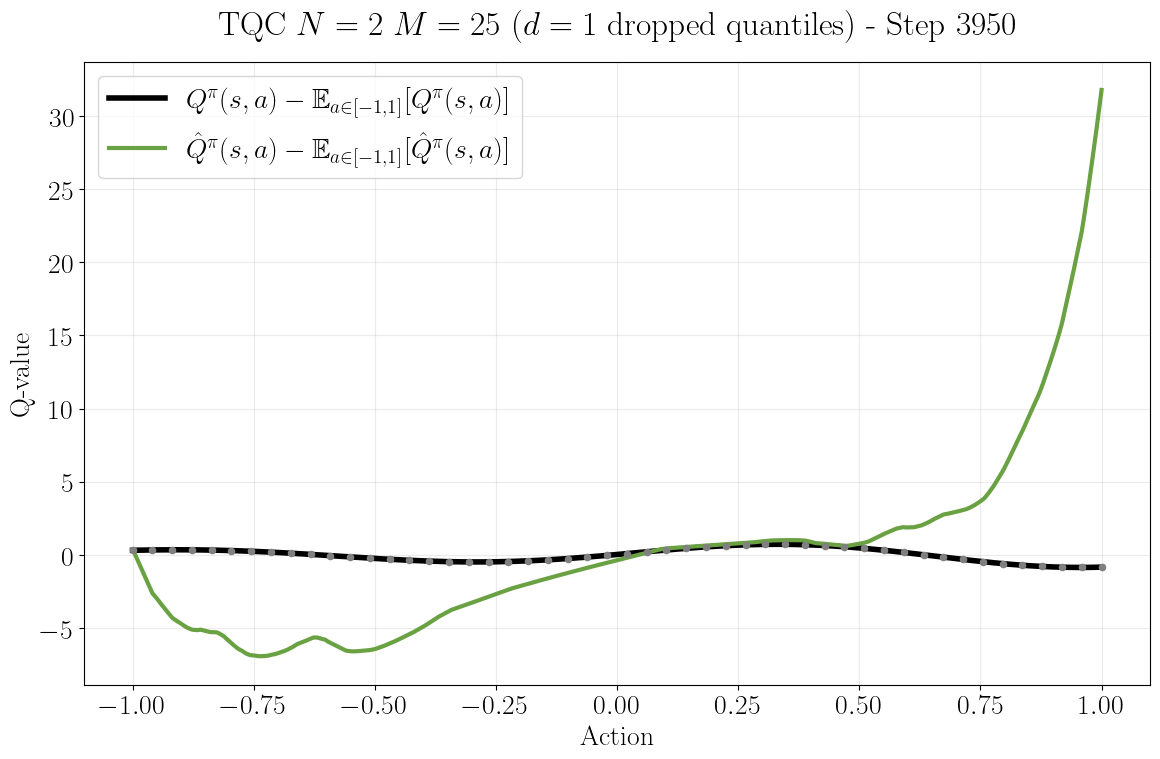 TQC N = 2 M = 25 (d = 1 dropped quantiles) - Step 3950
Q^π(s, a) − 𝔼_{a∈[−1,1]}[Q^π(s, a)]
Q̂^π(s, a) − 𝔼_{a∈[−1,1]}[Q̂^π(s, a)]
30
25
20
15
10
5
0
−5
Q-value
−1.00 −0.75 −0.50 −0.25 0.00 0.25 0.50 0.75 1.00
Action